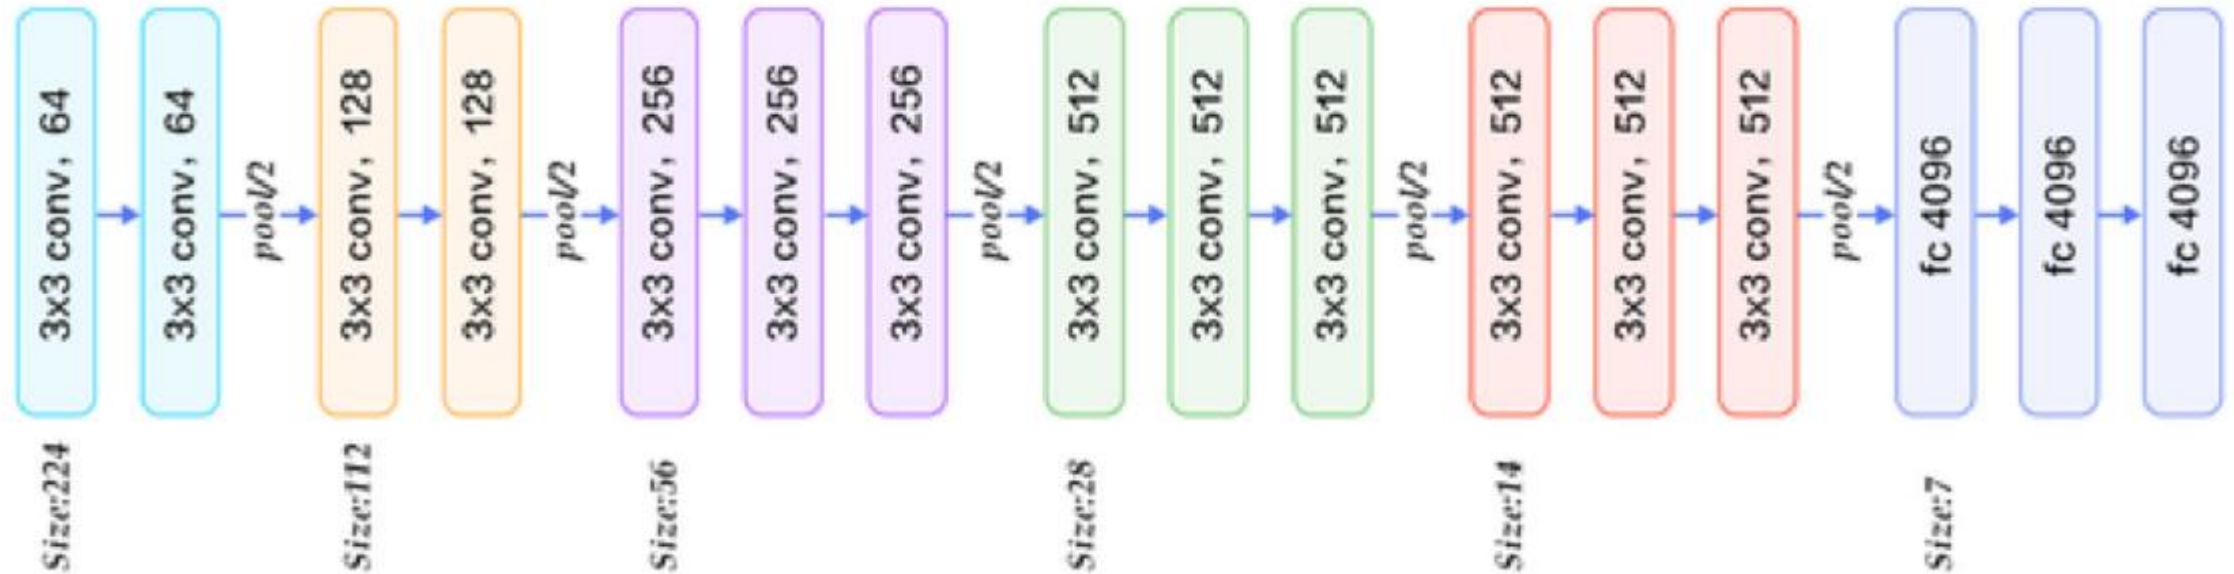 3x3 conv, 64
3x3 conv, 64
pool/2
3x3 conv, 128
3x3 conv, 128
pool/2
3x3 conv, 256
3x3 conv, 256
3x3 conv, 256
pool/2
3x3 conv, 512
3x3 conv, 512
3x3 conv, 512
pool/2
3x3 conv, 512
3x3 conv, 512
3x3 conv, 512
pool/2
fc 4096
fc 4096
fc 4096
Size:224
Size:112
Size:56
Size:28
Size:14
Size:7